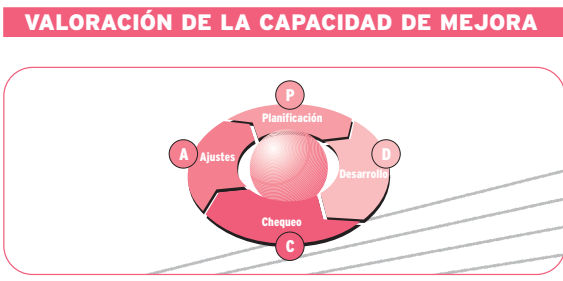 VALORACIÓN DE LA CAPACIDAD DE MEJORA
P
Planificación
A
Ajustes
D
Desarrollo
Chequeo
C